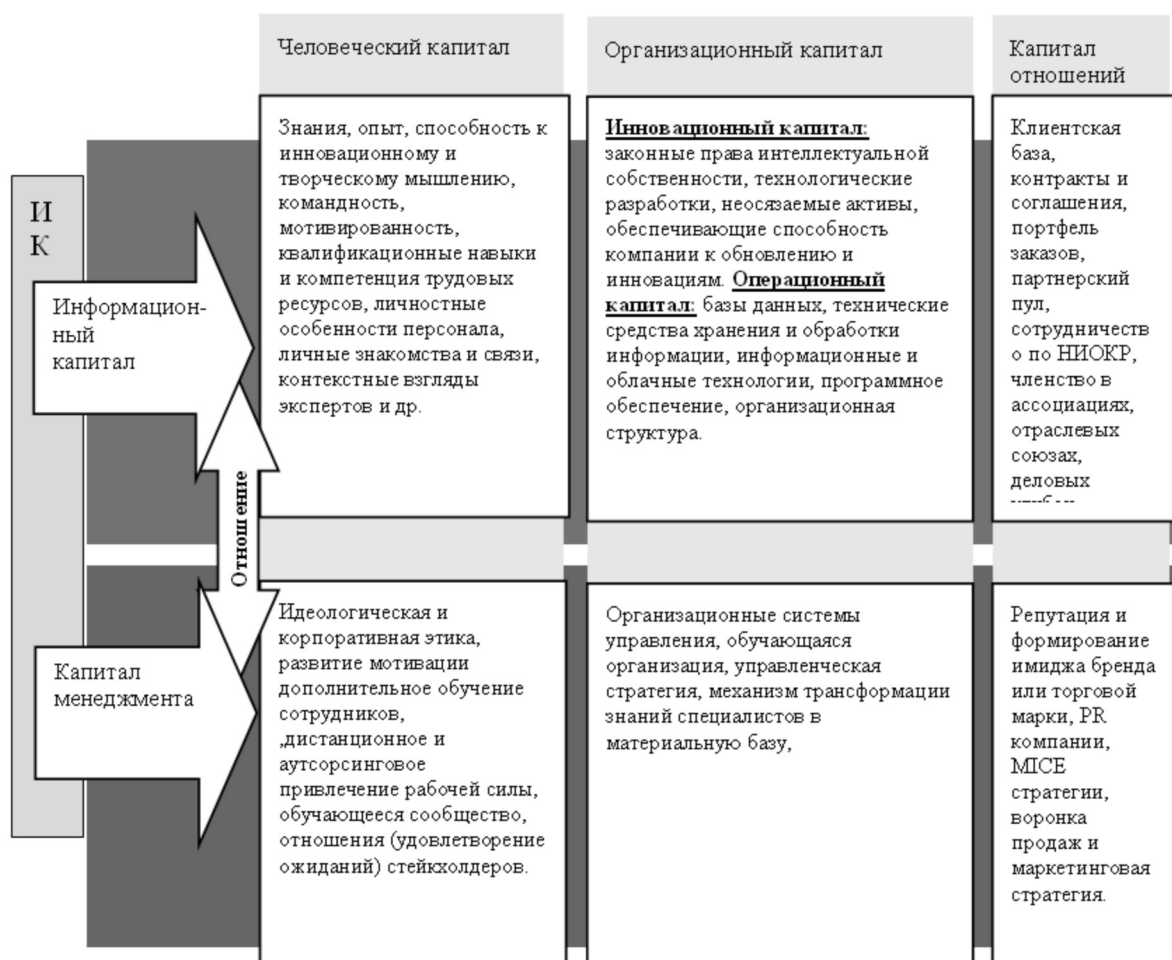 Человеческий капитал
Организационный капитал
Капитал
отношений
И
К
Информацион-
ный
капитал
Знания, опыт, способность к
инновационному и
творческому мышлению,
командность,
мотивированность,
квалификационные навыки
и компетенция трудовых
ресурсов, личностные
особенности персонала,
личные знакомства и связи,
контекстные взгляды
экспертов и др.
Инновационный капитал:
законные права интеллектуальной
собственности, технологические
разработки, неосязаемые активы,
обеспечивающие способность
компании к обновлению и
инновациям. Операционный
капитал: базы данных, технические
средства хранения и обработки
информации, информационные и
облачные технологии, программное
обеспечение, организационная
структура.
Клиентская
база,
контракты и
соглашения,
портфель
заказов,
партнерский
пул,
сотрудничеств
о по НИОКР,
членство в
ассоциациях,
отраслевых
союзах,
деловых
Отношение
Капитал
менеджмента
Идеологическая и
корпоративная этика,
развитие мотивации
дополнительное обучение
сотрудников,
,дистанционное и
аутсорсинговое
привлечение рабочей силы,
обучающееся сообщество,
отношения (удовлетворение
ожиданий) стейкхолдеров.
Организационные системы
управления, обучающаяся
организация, управленческая
стратегия, механизм трансформации
знаний специалистов в
материальную базу,
Репутация и
формирование
имиджа бренда
или торговой
марки, PR
компании,
MICE
стратегии,
воронка
продаж и
маркетинговая
стратегия.